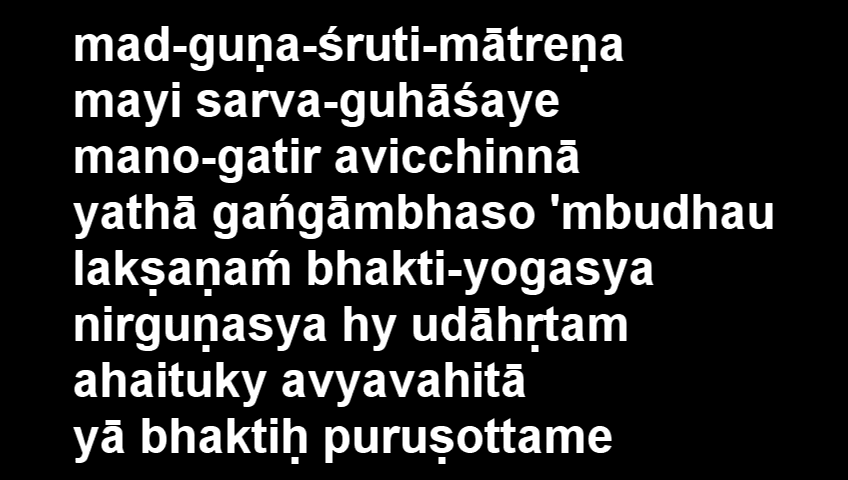 mad-guṇa-śruti-mātreṇa
mayi sarva-guhāśaye
mano-gatir avicchinnā
yathā gańgāmbhaso 'mbudhau
lakṣaṇaḿ bhakti-yogasya
nirguṇasya hy udāhṛtam
ahaituky avyavahitā
yā bhaktiḥ puruṣottame